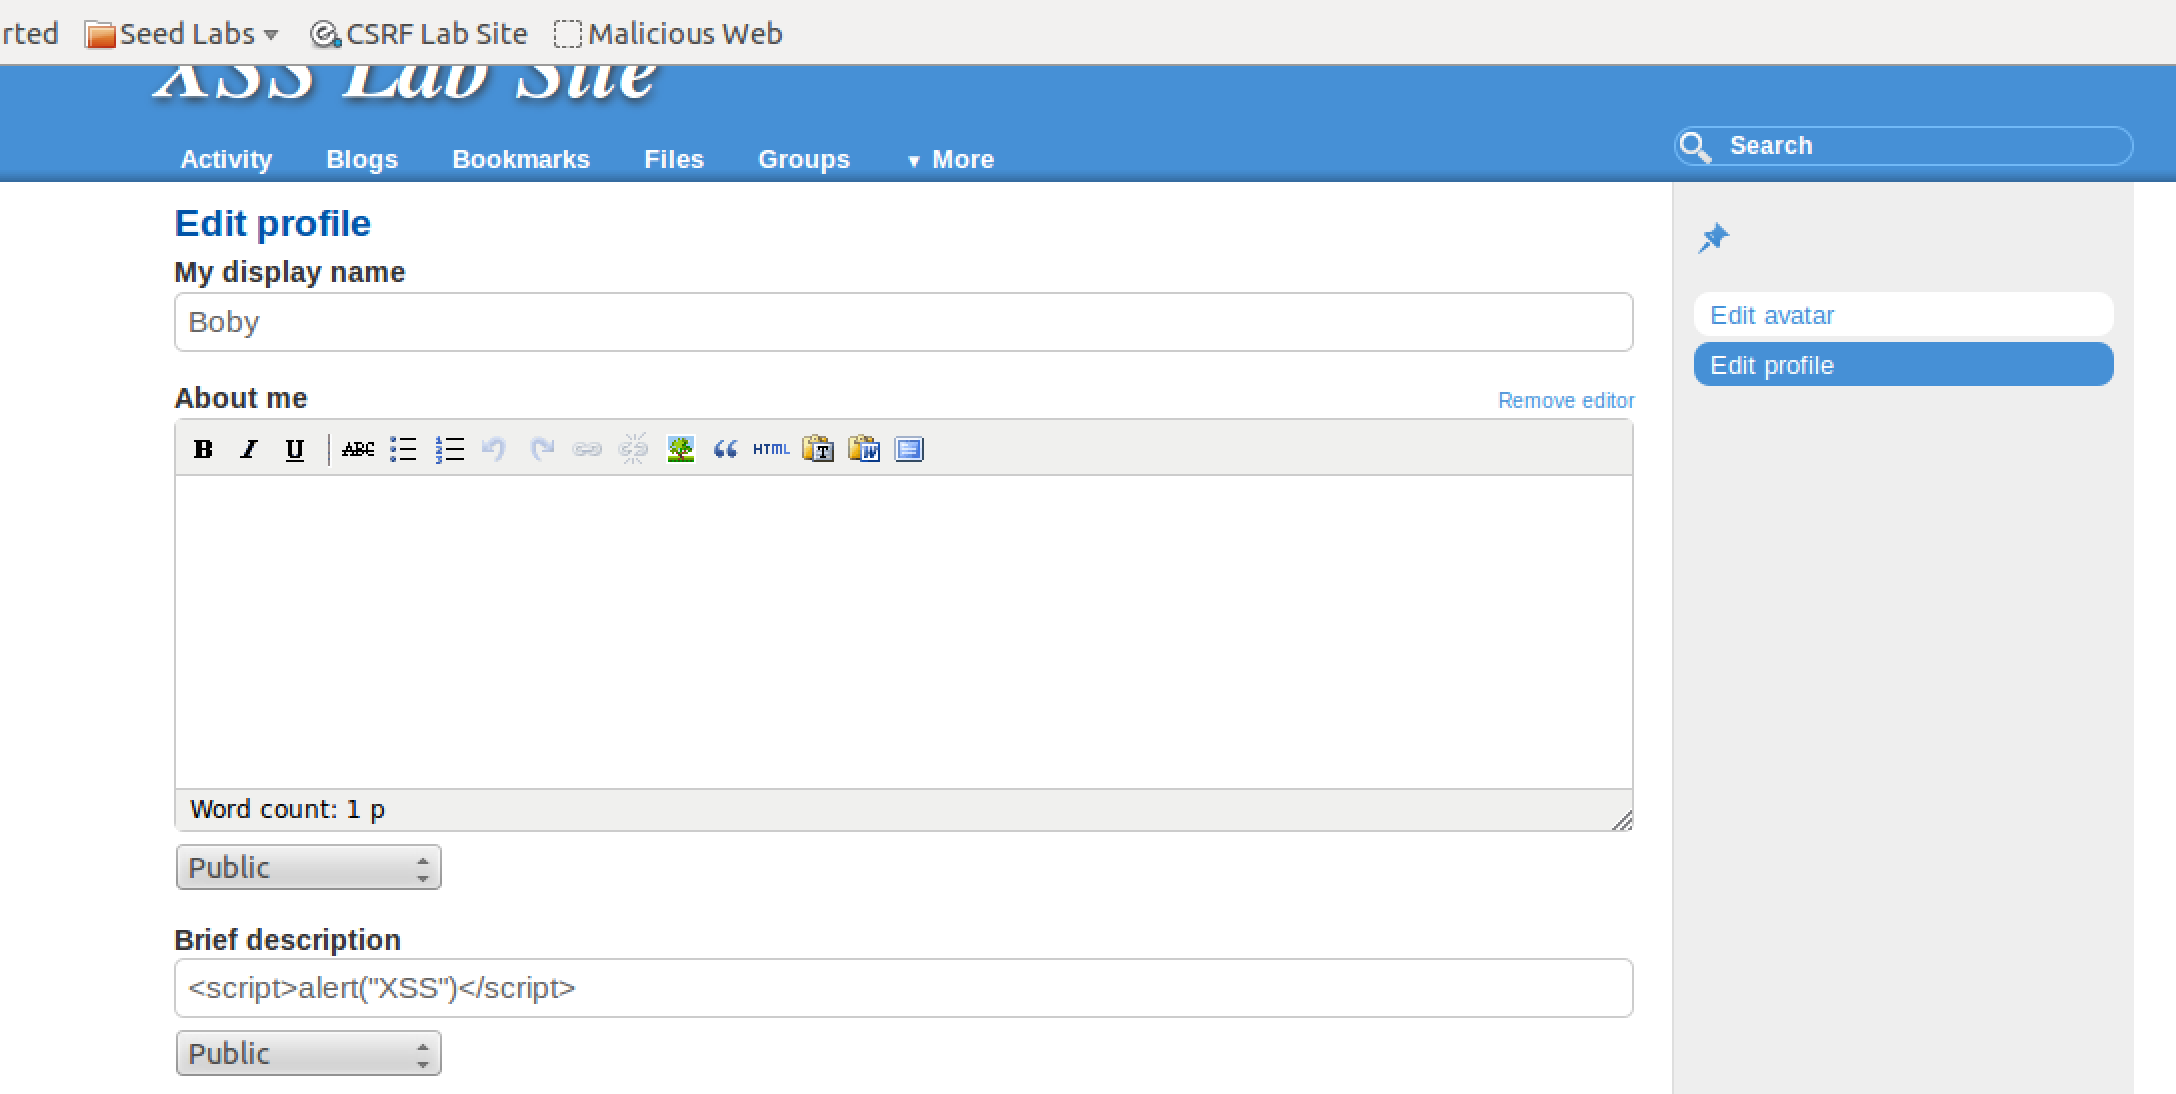 rted Seed Labs CSRF Lab Site Malicious Web
XSS Lab Site
Activity Blogs Bookmarks Files Groups ▼ More Search
Edit profile
My display name
Boby
Edit avatar
Edit profile
About me Remove editor
B I U ABC HTML T W
Word count: 1 p
Public
Brief description
<script>alert("XSS")</script>
Public